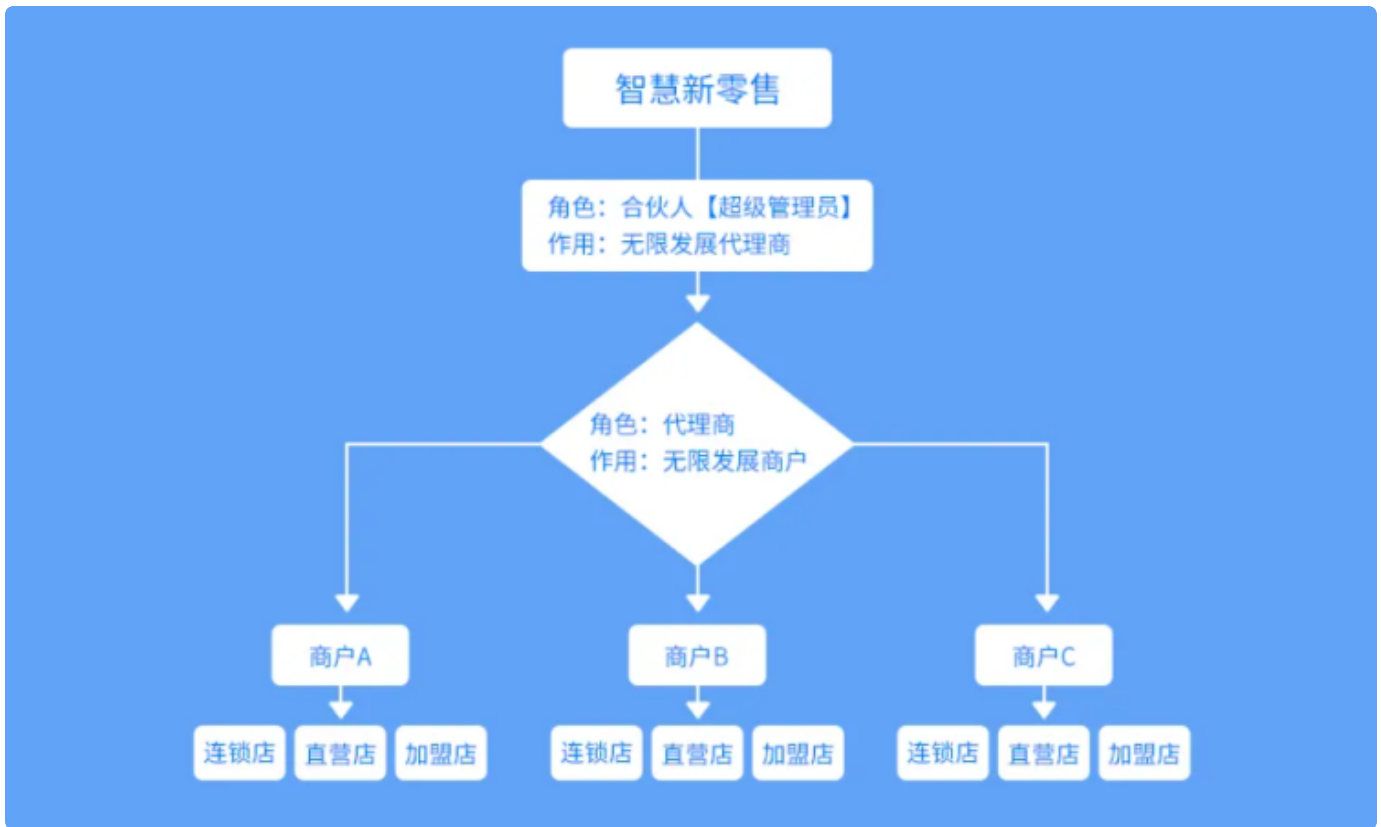 智慧新零售
角色：合伙人【超级管理员】
作用：无限发展代理商
角色：代理商
作用：无限发展商户
商户A
商户B
商户C
连锁店
直营店
加盟店
连锁店
直营店
加盟店
连锁店
直营店
加盟店